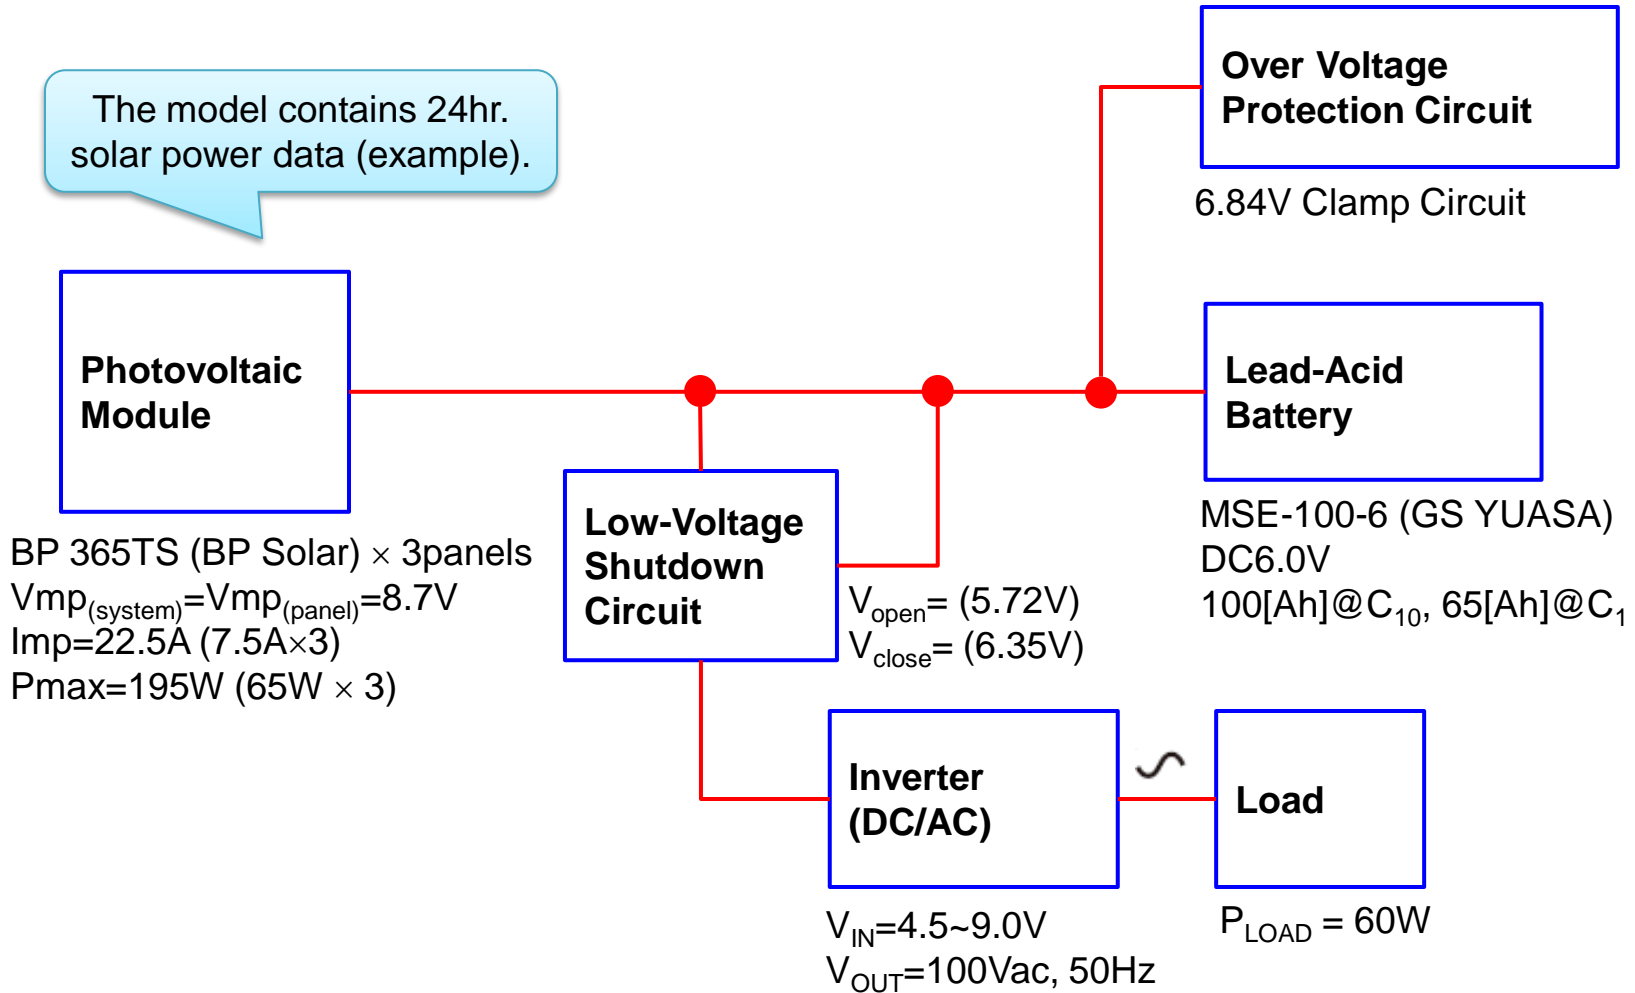 The model contains 24hr.
solar power data (example).
Over Voltage
Protection Circuit
6.84V Clamp Circuit
Photovoltaic
Module
BP 365TS (BP Solar) × 3panels
Vmp(system)=Vmp(panel)=8.7V
Imp=22.5A (7.5A×3)
Pmax=195W (65W × 3)
Low-Voltage
Shutdown
Circuit
Vopen= (5.72V)
Vclose= (6.35V)
Lead-Acid
Battery
MSE-100-6 (GS YUASA)
DC6.0V
100[Ah]@C10, 65[Ah]@C1
Inverter
(DC/AC)
VIN=4.5~9.0V
VOUT=100Vac, 50Hz
Load
PLOAD = 60W